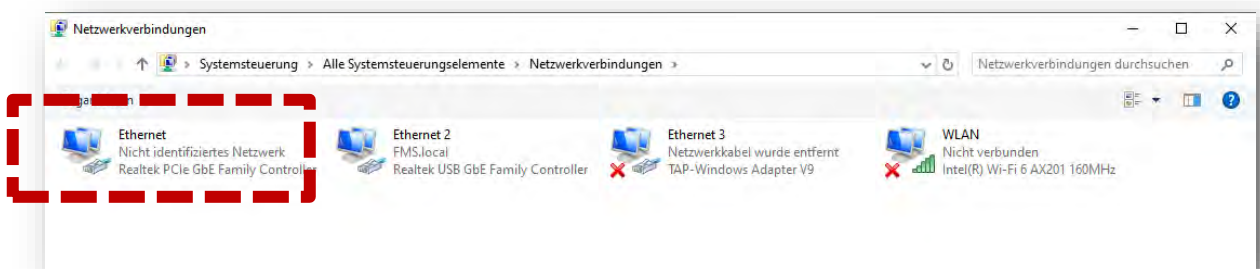 Netzwerkverbindungen
Systemsteuerung > Alle Systemsteuerungselemente > Netzwerkverbindungen >
Netzwerkverbindungen durchsuchen
Ethernet
Nicht identifiziertes Netzwerk
Realtek PCIe GbE Family Controller
Ethernet 2
FMS.local
Realtek USB GbE Family Controller
Ethernet 3
Netzwerkkabel wurde entfernt
TAP-Windows Adapter V9
WLAN
Nicht verbunden
Intel(R) Wi-Fi 6 AX201 160MHz